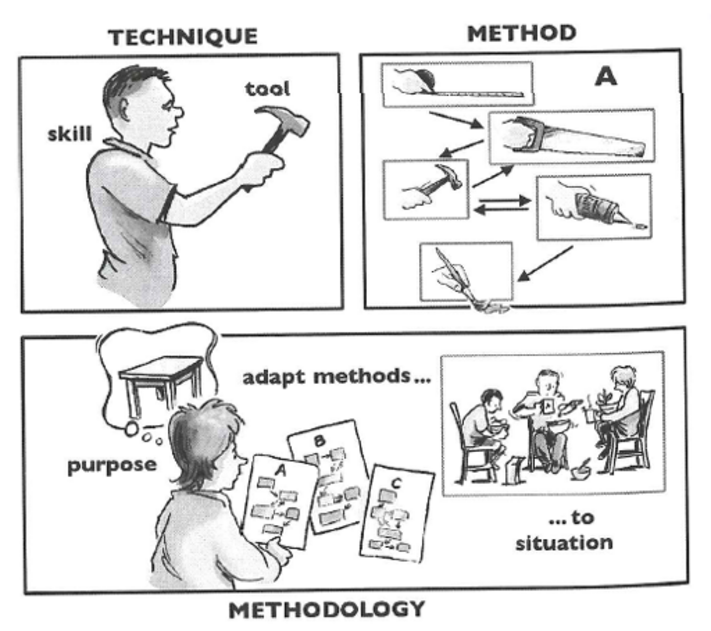 TECHNIQUE
METHOD
tool
skill
A
adapt methods...
purpose
A
B
C
...to
situation
METHODOLOGY